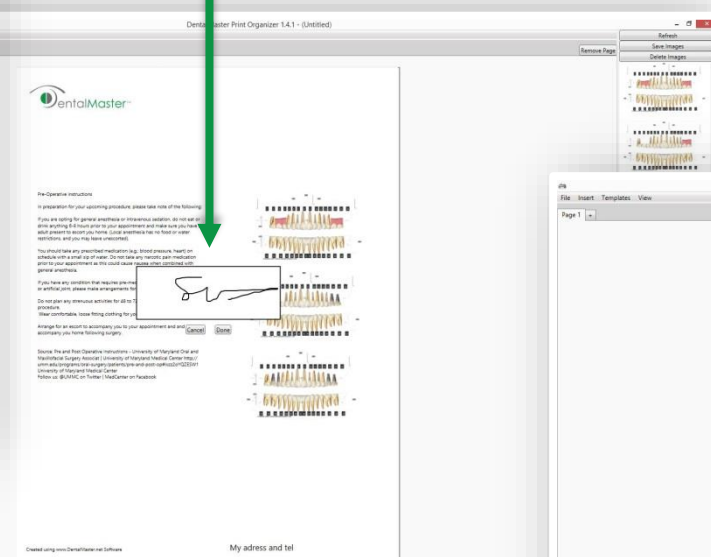 DentalMaster Print Organizer 1.4.1 - (Untitled)
Refresh
Remove Page
Save Images
Delete Images
DentalMaster
Pre-Operative Instructions
In preparation for your upcoming procedure, please take note of the following:
If you are opting for general anesthesia or intravenous sedation, do not eat or
drink anything 6-8 hours prior to your appointment and make sure you have
adult present to escort you home. (Local anesthesia has no food or water
restrictions, and you may leave unescorted).
You should take any prescribed medication (e.g.: blood pressure, heart) on
schedule with a small sip of water. Do not take any narcotic pain medication
prior to your appointment as this could cause nausea when combined with
general anesthesia.
If you have any condition that requires
or artificial joint, please make arrangements for
Do not plan any strenuous activities for 48 to
procedure.
Wear comfortable, loose fitting clothing for
Arrange for an escort to accompany you to your appointment and
accompany you home following surgery.
Cancel Done
Source: Pre and Post Operative Instructions - University of Maryland Oral and
Maxillofacial Surgery Associat | University of Maryland Medical Center http://
University of Maryland Medical Center
Follow us: @UMMC on Twitter | MedCenter on Facebook
Created using www.DentalMaster.net Software
My adress and tel
File Insert Templates View
Page 1 +